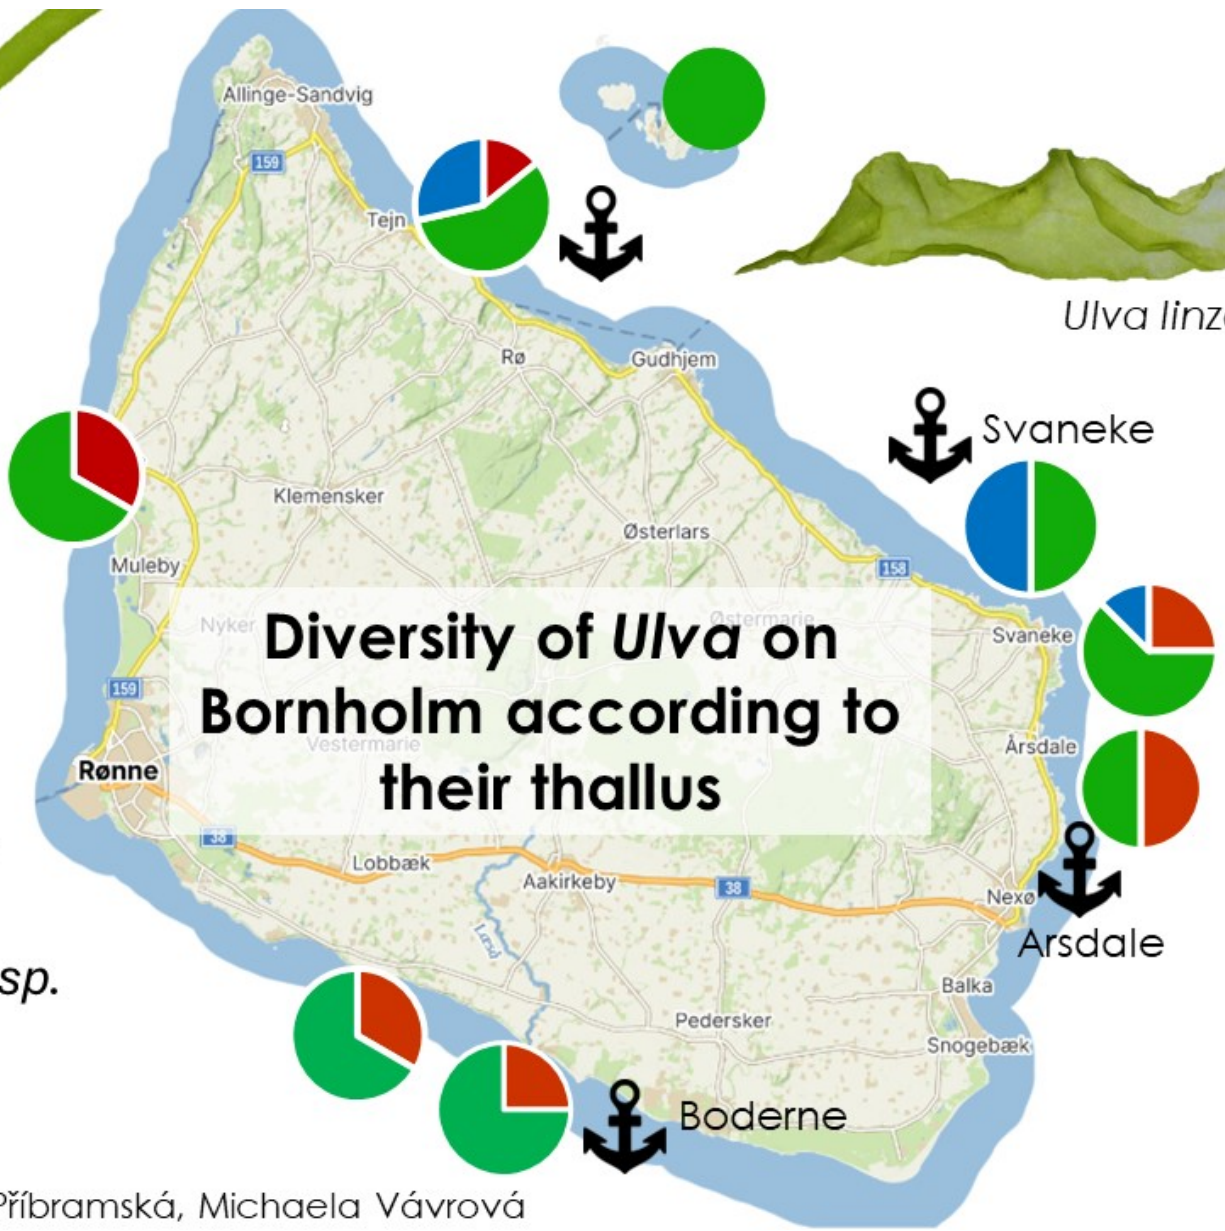 Allinge-Sandvig
159
Tejn
Ulva linz
Rø
Gudhjem
Svaneke
Klemensker
Østerlars
Muleby
158
Diversity of Ulva on
Bornholm according to
their thallus
Nyker
Østermarie
Svaneke
159
Vestermarie
Årsdale
Rønne
38
Lobbæk
Aakirkeby
38
Nexø
Læså
Arsdale
sp.
Balka
Pedersker
Snogebæk
Boderne
Příbramská, Michaela Vávrová